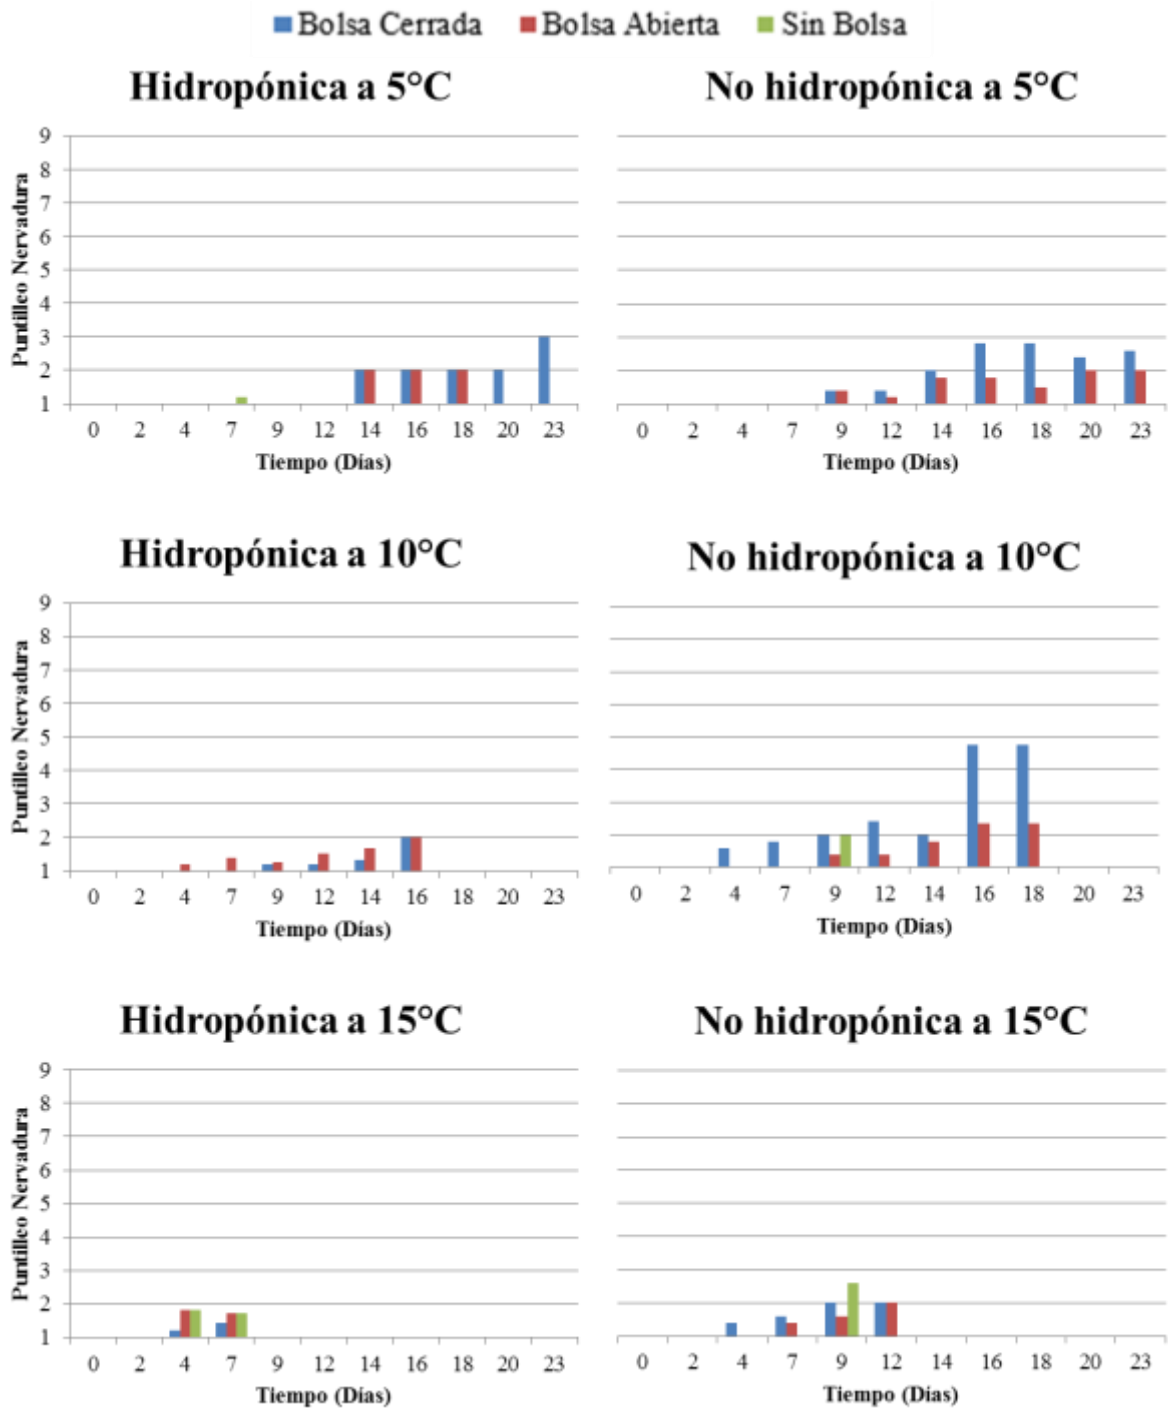 Bolsa Cerrada Bolsa Abierta Sin Bolsa
Hidropónica a 5°C
Puntilleo Nervadura
9
8
7
6
5
4
3
2
1
0 2 4 7 9 12 14 16 18 20 23
Tiempo (Días)
No hidropónica a 5°C
0 2 4 7 9 12 14 16 18 20 23
Tiempo (Días)
Hidropónica a 10°C
Puntilleo Nervadura
9
8
7
6
5
4
3
2
1
0 2 4 7 9 12 14 16 18 20 23
Tiempo (Días)
No hidropónica a 10°C
0 2 4 7 9 12 14 16 18 20 23
Tiempo (Días)
Hidropónica a 15°C
Puntilleo Nervadura
9
8
7
6
5
4
3
2
1
0 2 4 7 9 12 14 16 18 20 23
Tiempo (Días)
No hidropónica a 15°C
0 2 4 7 9 12 14 16 18 20 23
Tiempo (Días)